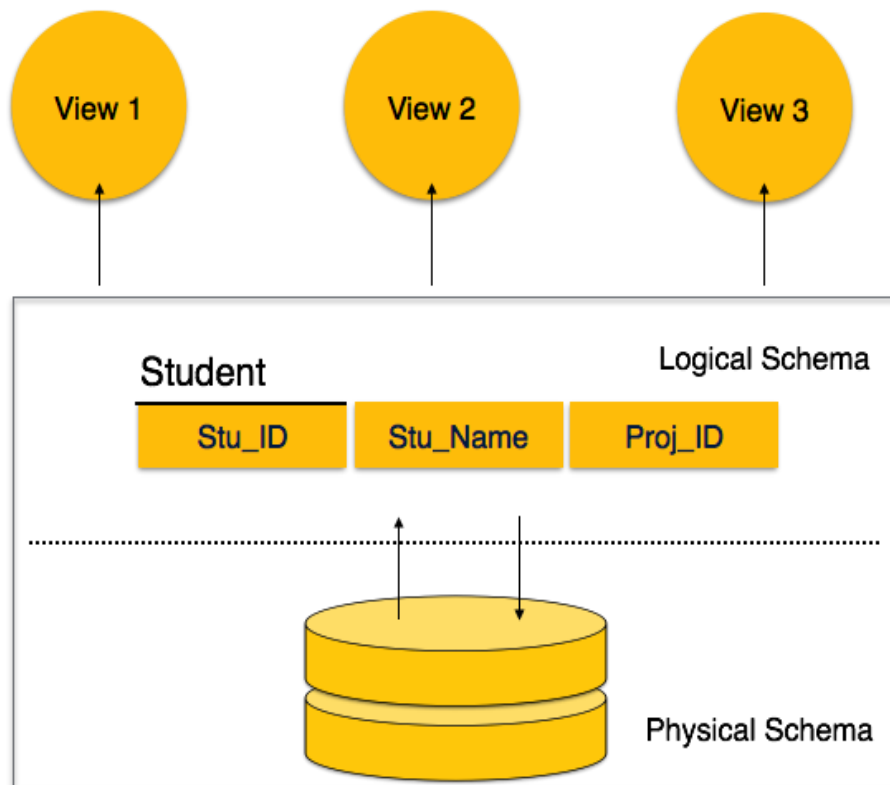 View 1
View 2
View 3
Logical Schema
Student
Stu_ID
Stu_Name
Proj_ID
Physical Schema